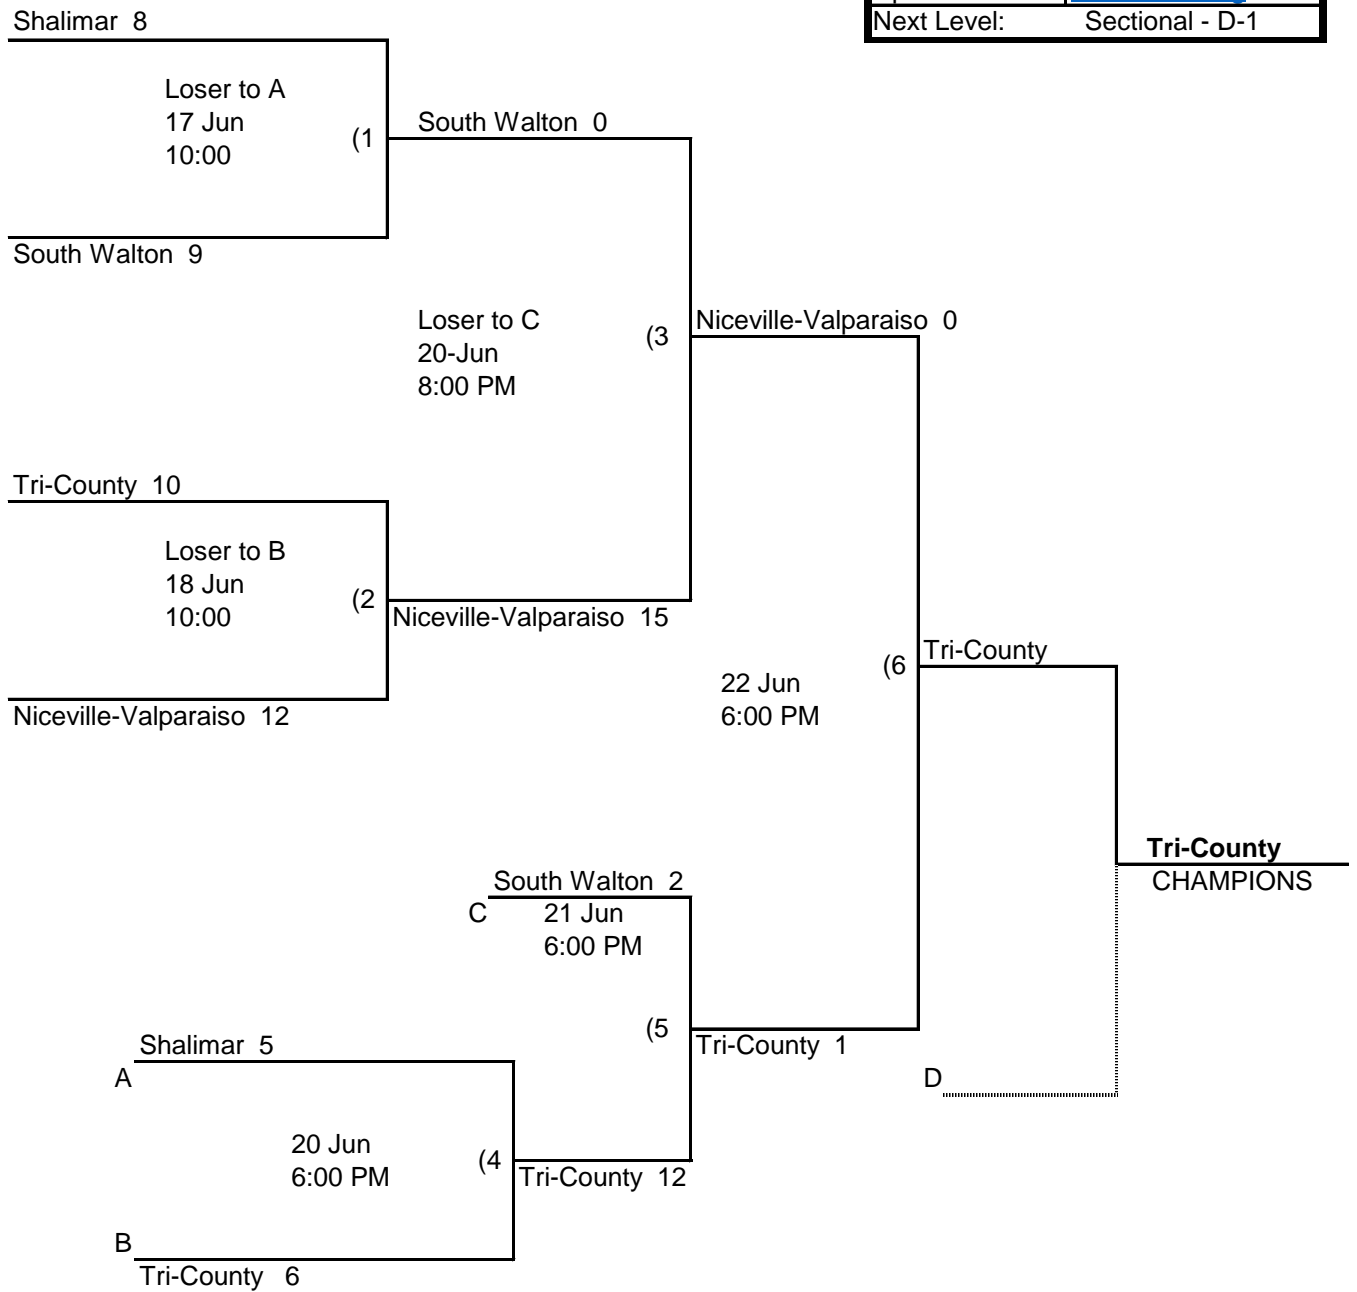 Shalimar 8
Next Level: Sectional - D-1
Loser to A
17 Jun
10:00
(1
South Walton 0
South Walton 9
Loser to C
20-Jun
8:00 PM
(3
Niceville-Valparaiso 0
Tri-County 10
Loser to B
18 Jun
10:00
(2
Niceville-Valparaiso 15
Niceville-Valparaiso 12
22 Jun
6:00 PM
(6
Tri-County
Tri-County
CHAMPIONS
South Walton 2
C
21 Jun
6:00 PM
(5
Tri-County 1
Shalimar 5
A
D
20 Jun
6:00 PM
(4
Tri-County 12
B
Tri-County 6